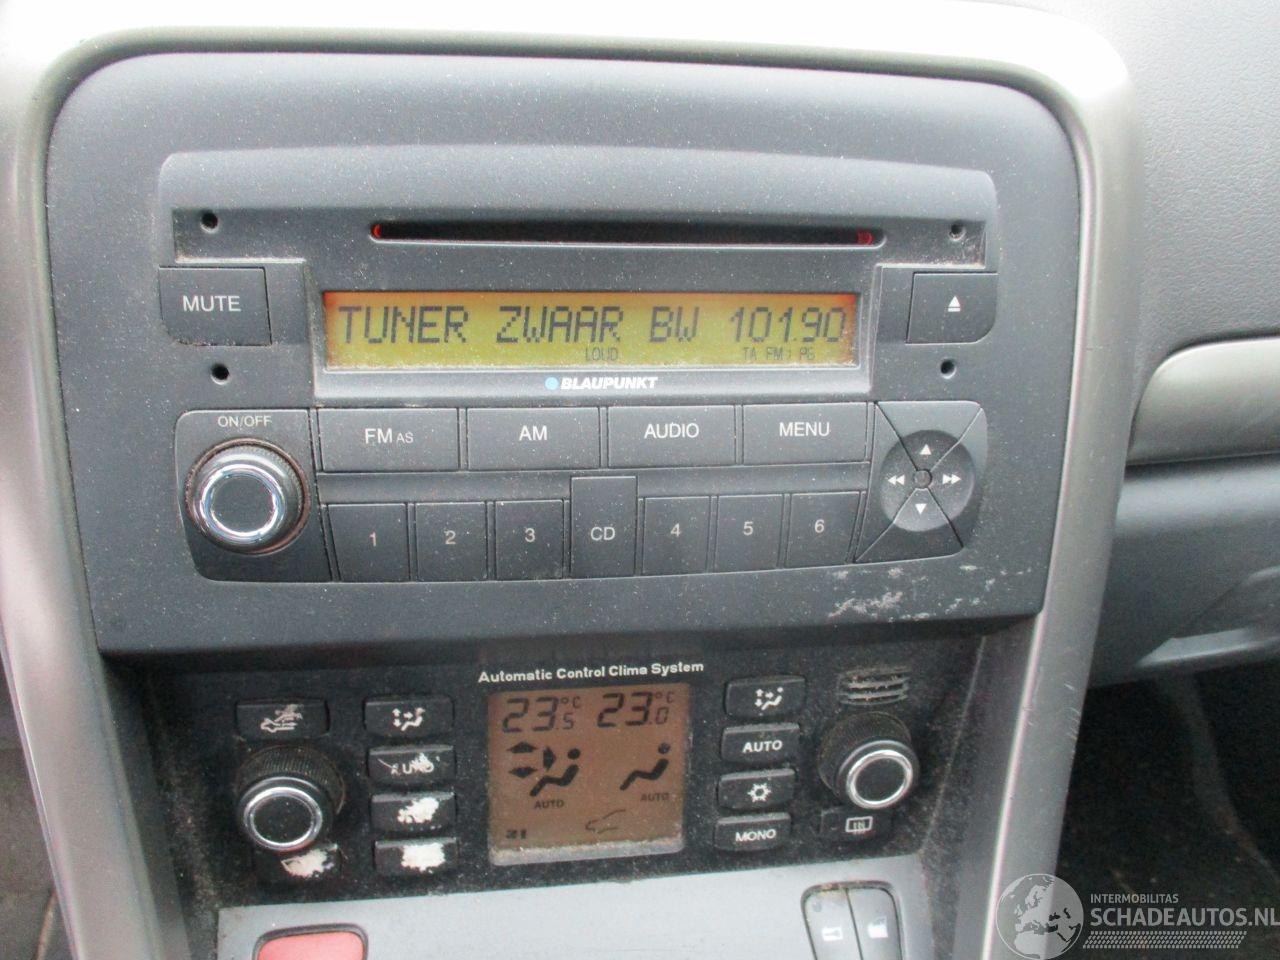 MUTE
TUNER ZWAAR BW 101.90
LOUD TA FM1 PS
BLAUPUNKT
ON/OFF
FM AS AM AUDIO MENU
1 2 3 CD 4 5 6
Automatic Control Clima System
23.5°C 23.0°C
AUTO AUTO
AUTO AUTO
MONO
INTERMOBILITAS
SCHADEAUTOS.NL